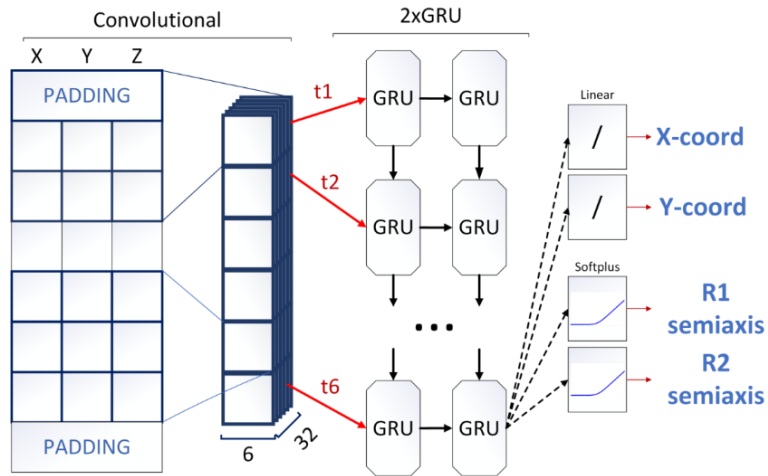 Convolutional
2xGRU
X Y Z
PADDING
t1
GRU GRU
Linear
/
X-coord
t2
GRU GRU
/
Y-coord
Softplus
R1
semiaxis
...
R2
semiaxis
t6
GRU GRU
PADDING
6
32